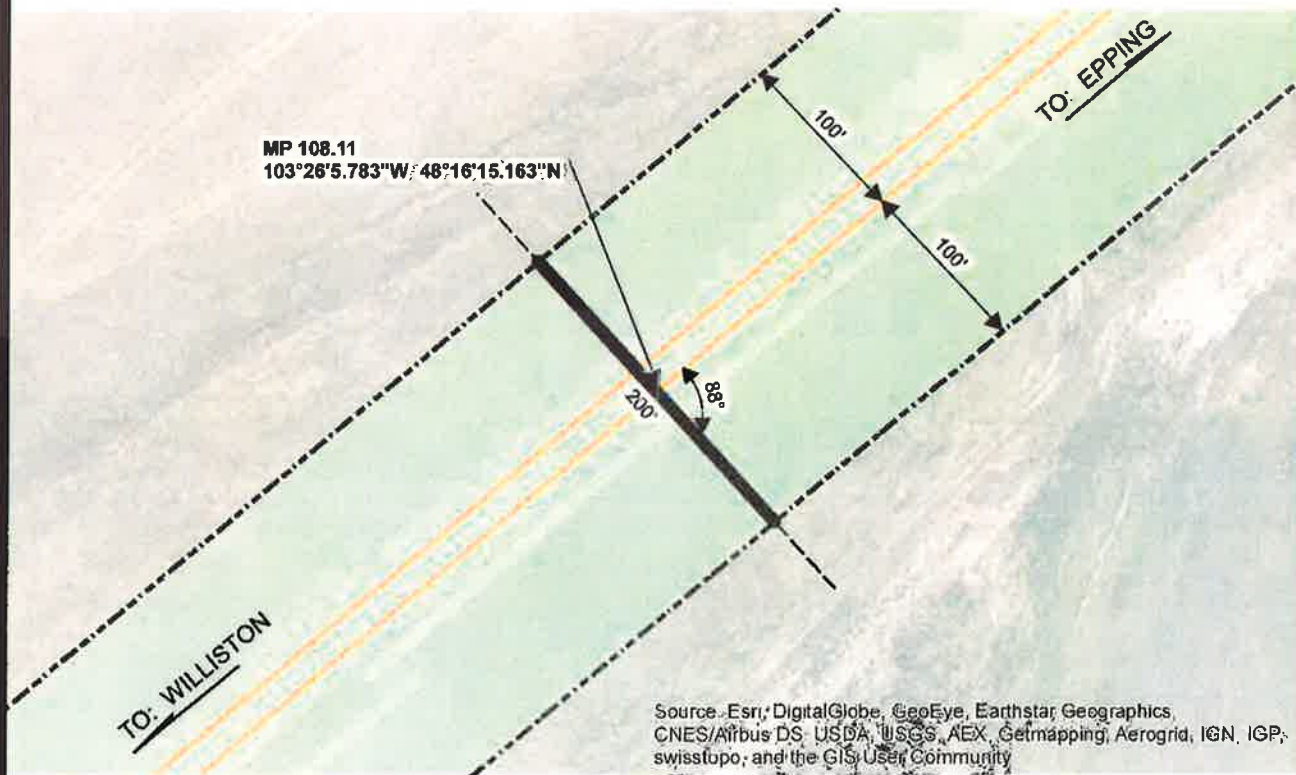 TO: EPPING
100'
MP 108.11
103°26'5.783"W 48°16'15.163"N
100'
88°
200'
TO: WILLISTON
Source: Esri, DigitalGlobe, GeoEye, Earthstar Geographics,
CNES/Airbus DS, USDA, USGS, AEX, Getmapping, Aerogrid, IGN, IGP,
swisstopo, and the GIS User Community